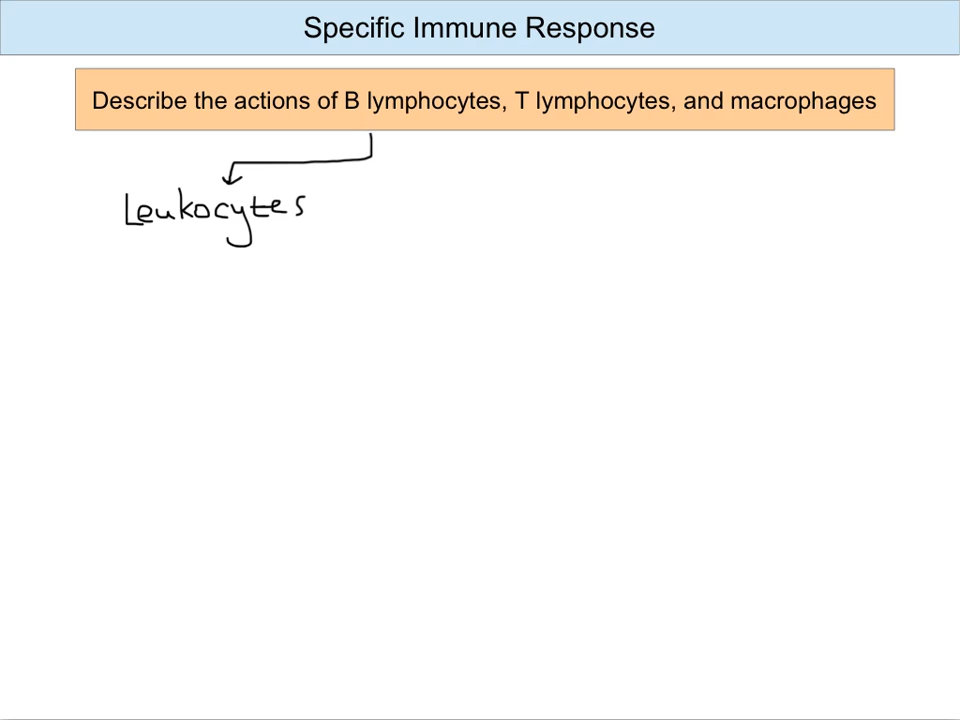 Specific Immune Response
Describe the actions of B lymphocytes, T lymphocytes, and macrophages
Leukocytes